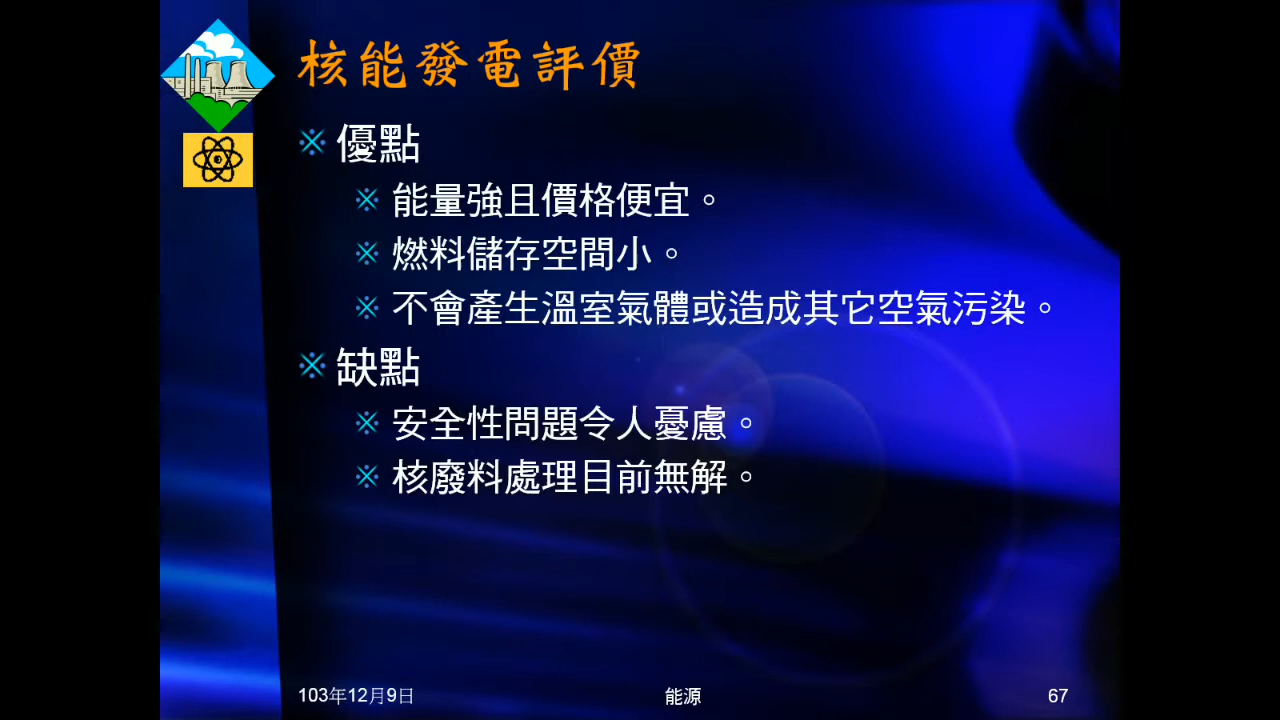 核能發電評價
※ 優點
※ 能量強且價格便宜。
※ 燃料儲存空間小。
※ 不會產生溫室氣體或造成其它空氣污染。
※ 缺點
※ 安全性問題令人憂慮。
※ 核廢料處理目前無解。
103年12月9日
能源
67